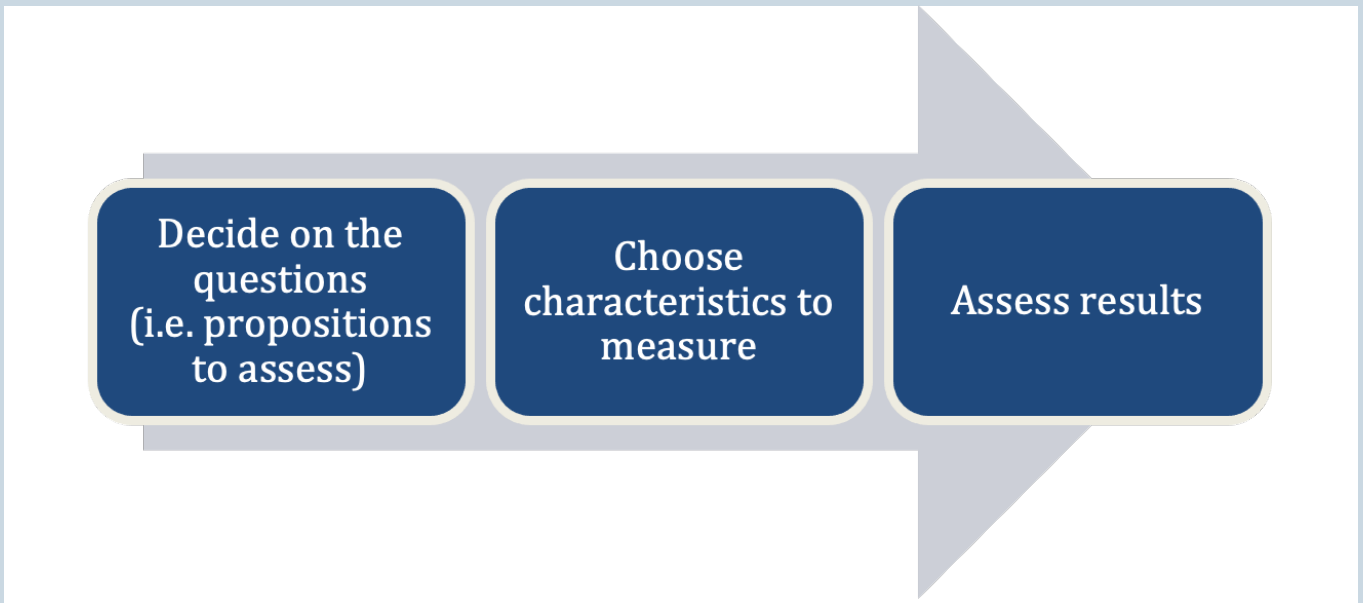 Decide on the
questions
(i.e. propositions
to assess)
Choose
characteristics to
measure
Assess results